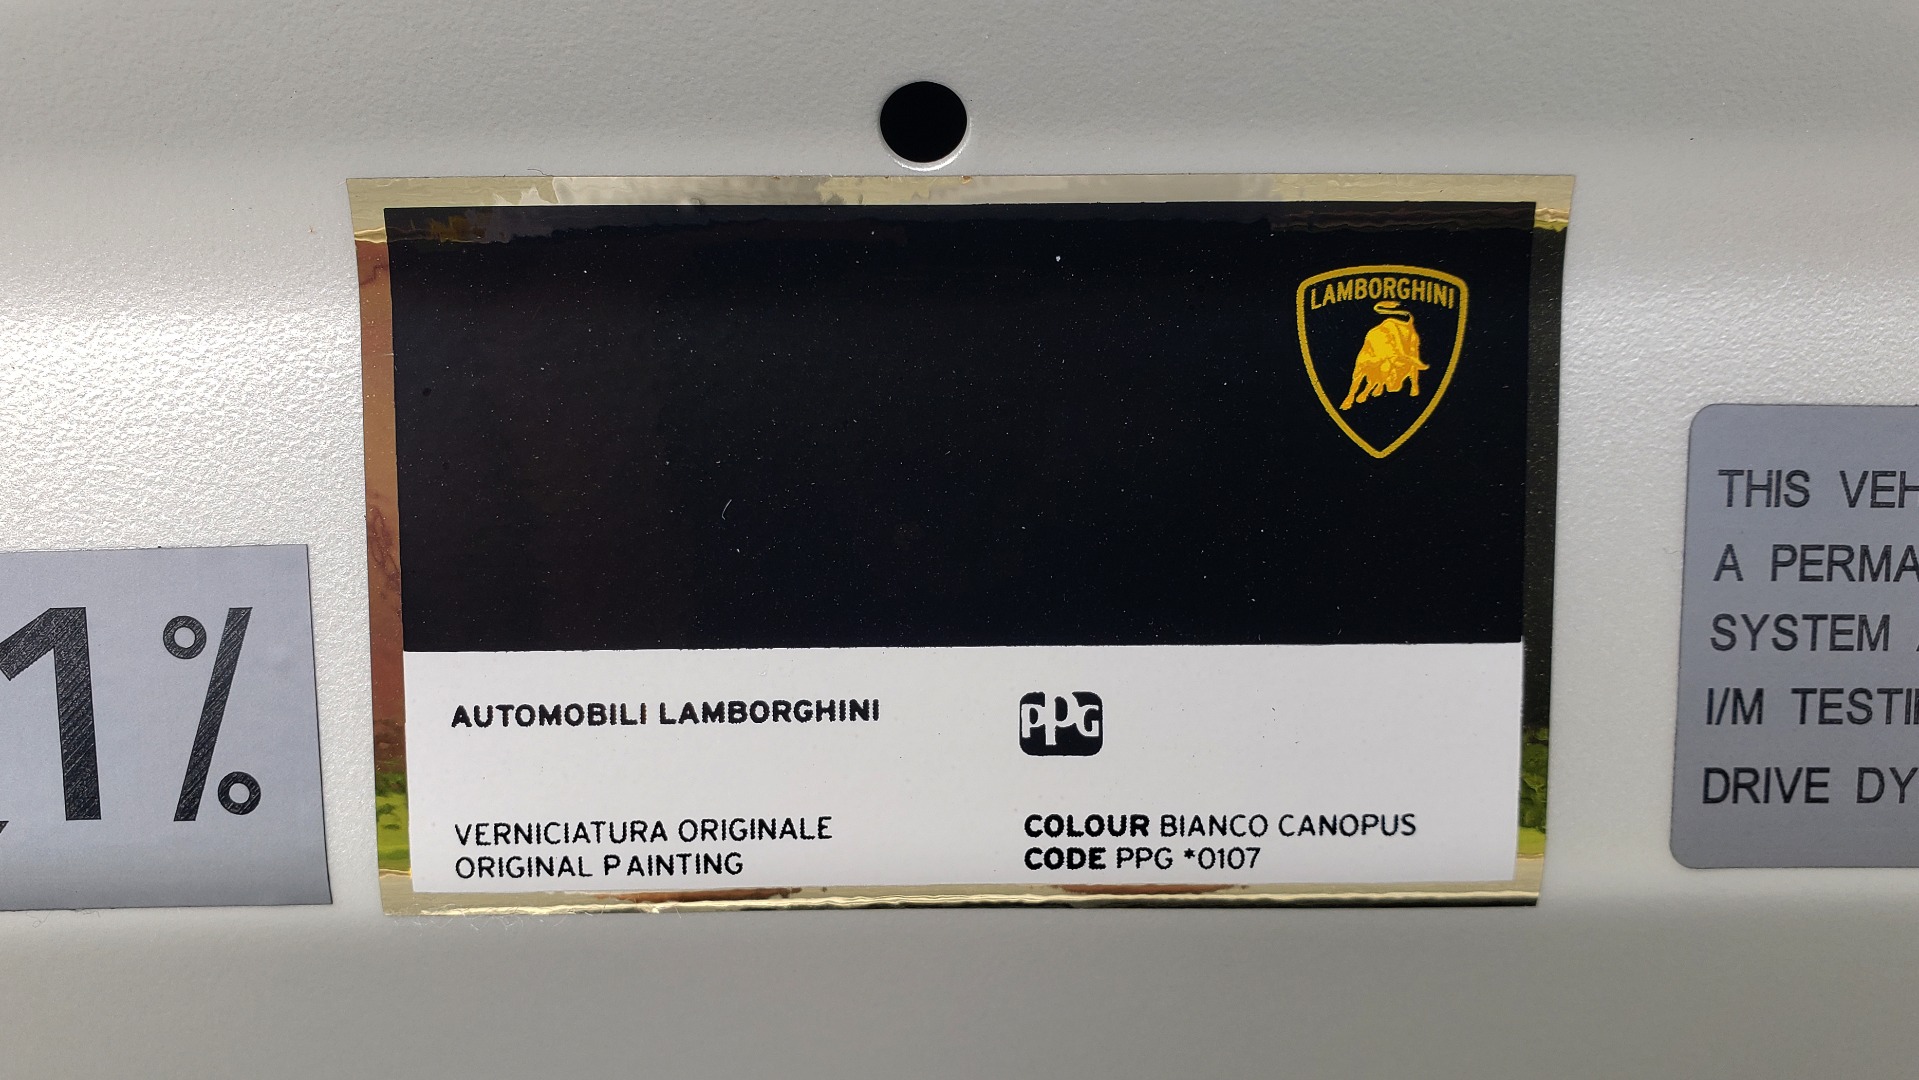 LAMBORGHINI
AUTOMOBILI LAMBORGHINI
PPG
VERNICIATURA ORIGINALE
ORIGINAL PAINTING
COLOUR BIANCO CANOPUS
CODE PPG *0107
1%
THIS VEH
A PERMA
SYSTEM
I/M TESTI
DRIVE DY